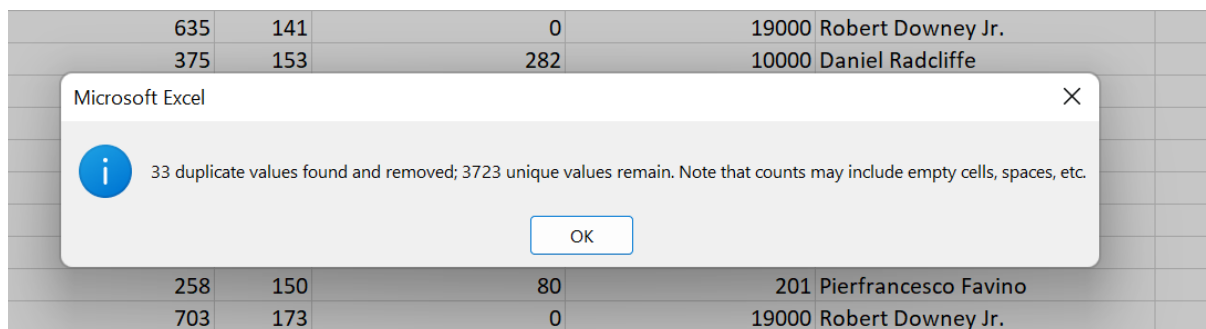 635 141 0 19000 Robert Downey Jr.
375 153 282 10000 Daniel Radcliffe
Microsoft Excel
33 duplicate values found and removed; 3723 unique values remain. Note that counts may include empty cells, spaces, etc.
OK
258 150 80 201 Pierfrancesco Favino
703 173 0 19000 Robert Downey Jr.